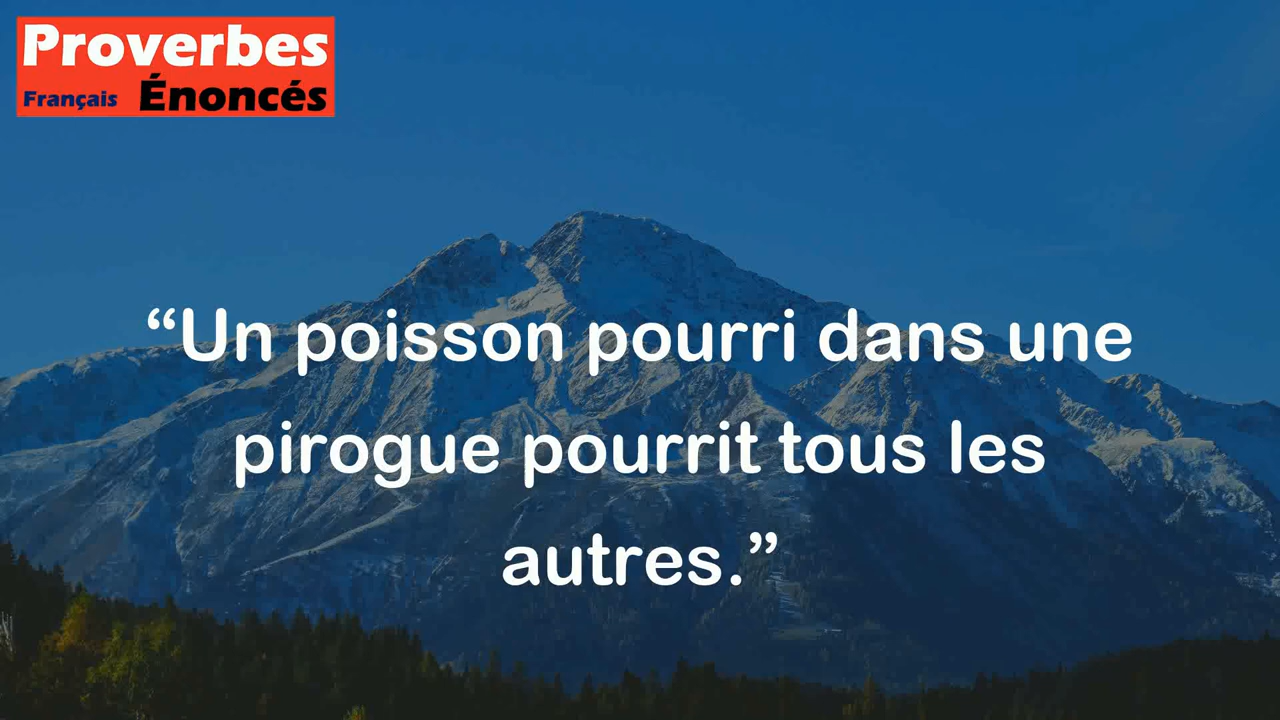 Proverbes
Français Énoncés
“Un poisson pourri dans une
pirogue pourrit tous les
autres.”